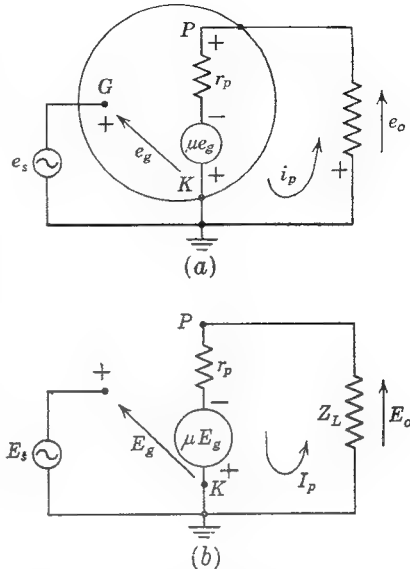 P
+
G
r_p
+
−
e_s
e_g
μe_g
e_o
K
+
i_p
+
(a)
P
+
r_p
−
E_s
E_g
μE_g
Z_L
E_o
+
K
I_p
(b)